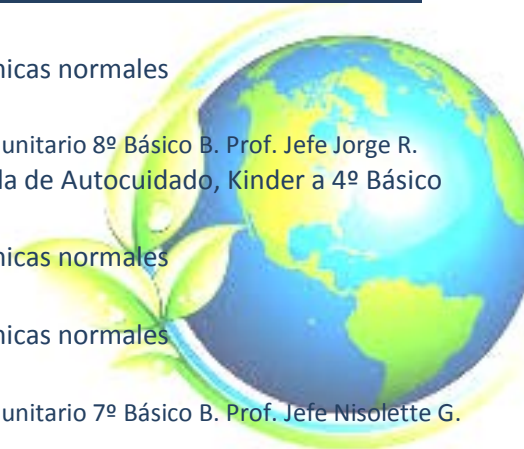 nicas normales
unitario 8º Básico B. Prof. Jefe Jorge R.
da de Autocuidado, Kinder a 4º Básico
nicas normales
nicas normales
unitario 7º Básico B. Prof. Jefe Nisolette G.